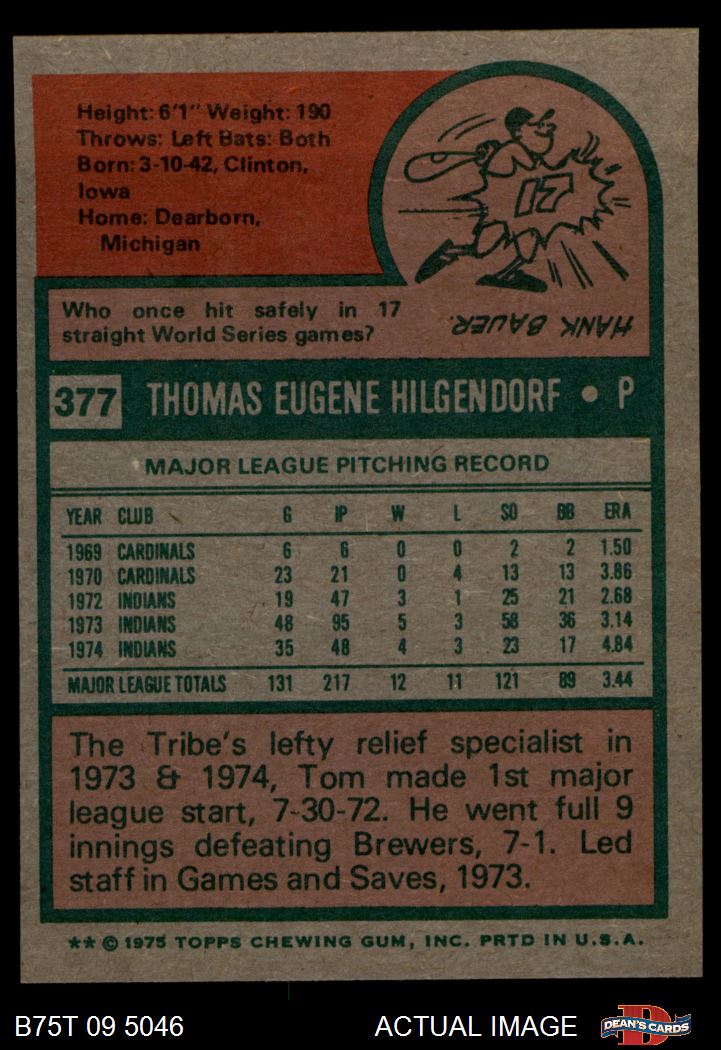 Height: 6'1" Weight: 190
Throws: Left Bats: Both
Born: 3-10-42, Clinton,
Iowa
Home: Dearborn,
Michigan
17
Who once hit safely in 17
straight World Series games?
HANK BAUER.
377 THOMAS EUGENE HILGENDORF • P
MAJOR LEAGUE PITCHING RECORD
YEAR CLUB G IP W L SO BB ERA
1969 CARDINALS 6 6 0 0 2 2 1.50
1970 CARDINALS 23 21 0 4 13 13 3.86
1972 INDIANS 19 47 3 1 25 21 2.68
1973 INDIANS 48 95 5 3 58 36 3.14
1974 INDIANS 35 48 4 3 23 17 4.84
MAJOR LEAGUE TOTALS 131 217 12 11 121 89 3.44
The Tribe's lefty relief specialist in
1973 & 1974, Tom made 1st major
league start, 7-30-72. He went full 9
innings defeating Brewers, 7-1. Led
staff in Games and Saves, 1973.
** © 1975 TOPPS CHEWING GUM, INC. PRTD IN U.S.A.
B75T 09 5046 ACTUAL IMAGE D DEAN'S CARDS